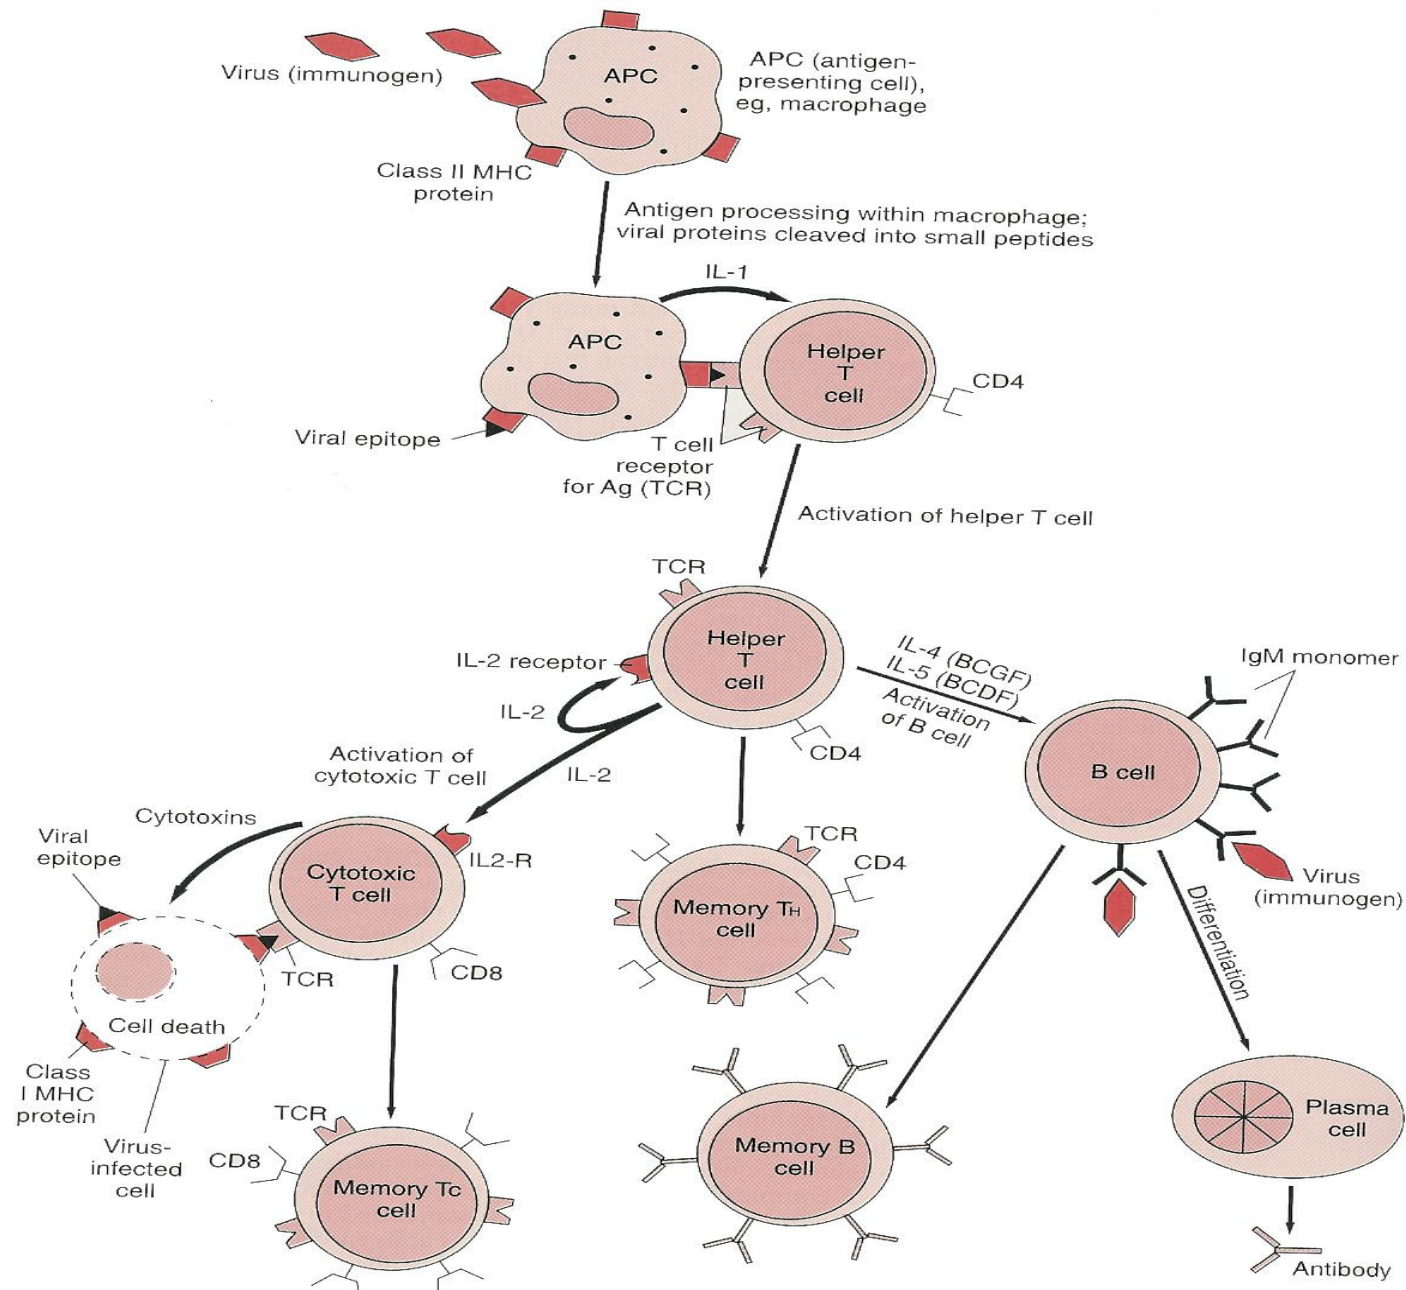 Virus (immunogen)
APC
APC (antigen-
presenting cell),
eg, macrophage
Class II MHC
protein
Antigen processing within macrophage;
viral proteins cleaved into small peptides
IL-1
APC
Helper
T
cell
CD4
Viral epitope
T cell
receptor
for Ag (TCR)
Activation of helper T cell
TCR
Helper
T
cell
IL-2 receptor
IL-2
CD4
IL-4 (BCGF)
IL-5 (BCDF)
Activation
of B cell
IgM monomer
B cell
Virus
(immunogen)
Activation of
cytotoxic T cell
IL-2
Cytotoxins
Viral
epitope
Cytotoxic
T cell
IL2-R
TCR
CD8
Cell death
Class
I MHC
protein
Virus-
infected
cell
TCR
CD4
Memory TH
cell
Differentiation
TCR
CD8
Memory Tc
cell
Memory B
cell
Plasma
cell
Antibody